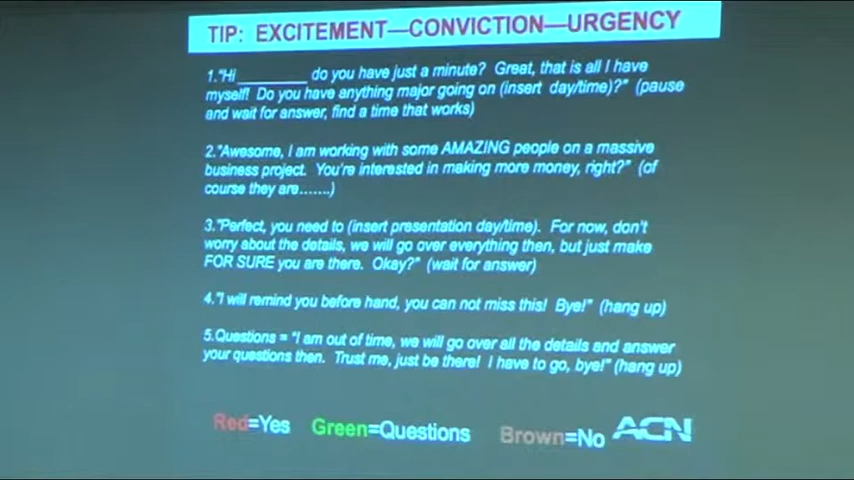 TIP: EXCITEMENT—CONVICTION—URGENCY
1."Hi ________ do you have just a minute? Great, that is all I have
myself! Do you have anything major going on (insert day/time)?" (pause
and wait for answer, find a time that works)
2."Awesome, I am working with some AMAZING people on a massive
business project. You're interested in making more money, right?" (of
course they are…….)
3."Perfect, you need to (insert presentation day/time). For now, don't
worry about the details, we will go over everything then, but just make
FOR SURE you are there. Okay?" (wait for answer)
4."I will remind you before hand, you can not miss this! Bye!" (hang up)
5.Questions = "I am out of time, we will go over all the details and answer
your questions then. Trust me, just be there! I have to go, bye!" (hang up)
Red=Yes Green=Questions Brown=No ACN